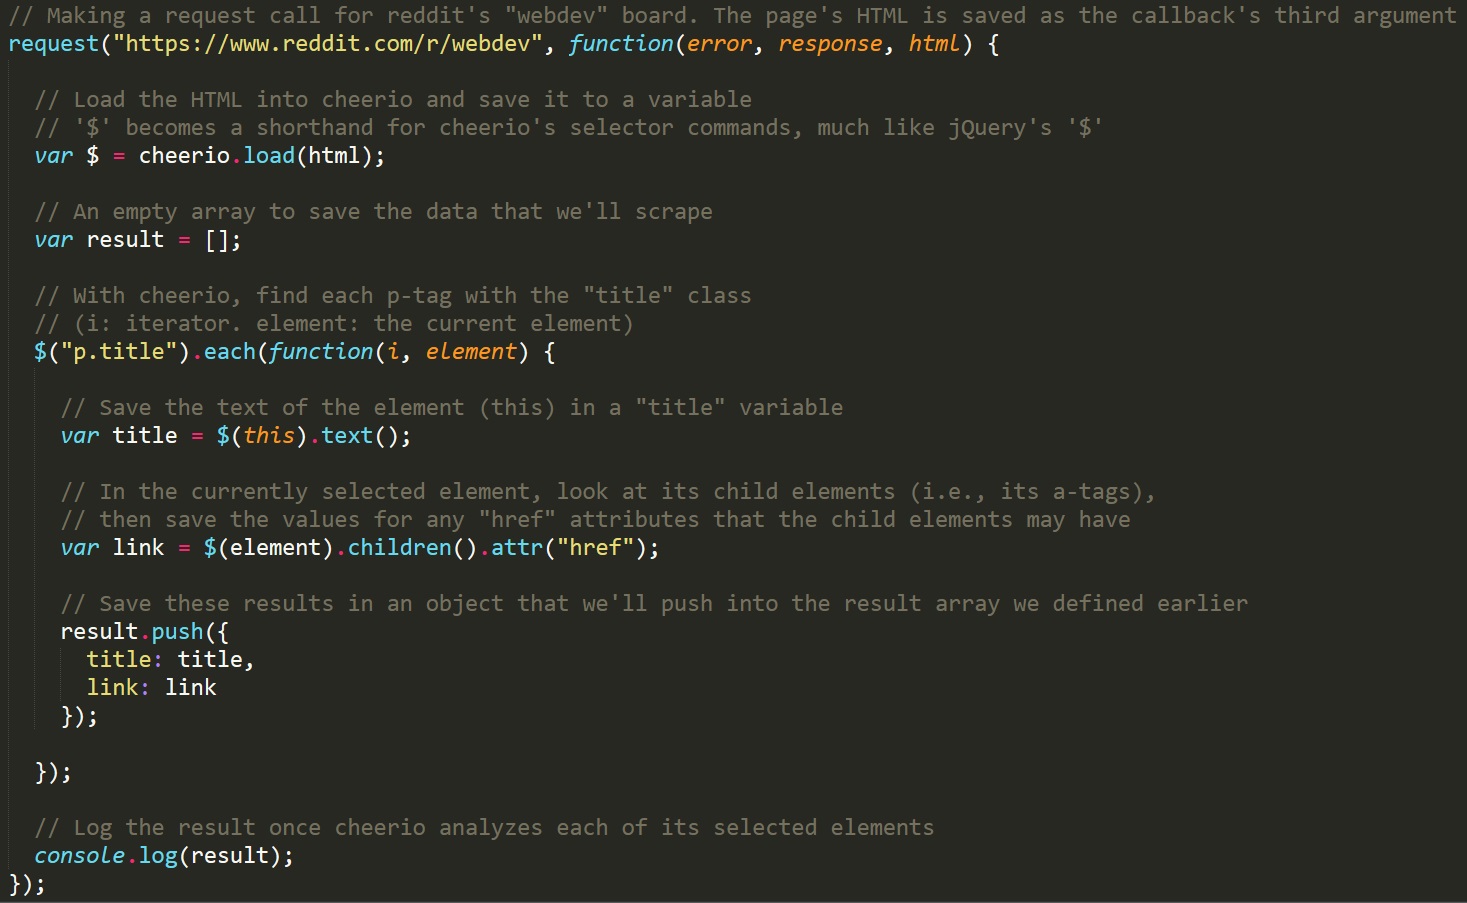 // Making a request call for reddit's "webdev" board. The page's HTML is saved as the callback's third argument
request("https://www.reddit.com/r/webdev", function(error, response, html) {
// Load the HTML into cheerio and save it to a variable
// '$' becomes a shorthand for cheerio's selector commands, much like jQuery's '$'
var $ = cheerio.load(html);
// An empty array to save the data that we'll scrape
var result = [];
// With cheerio, find each p-tag with the "title" class
// (i: iterator. element: the current element)
$("p.title").each(function(i, element) {
// Save the text of the element (this) in a "title" variable
var title = $(this).text();
// In the currently selected element, look at its child elements (i.e., its a-tags),
// then save the values for any "href" attributes that the child elements may have
var link = $(element).children().attr("href");
// Save these results in an object that we'll push into the result array we defined earlier
result.push({
title: title,
link: link
});
});
// Log the result once cheerio analyzes each of its selected elements
console.log(result);
});